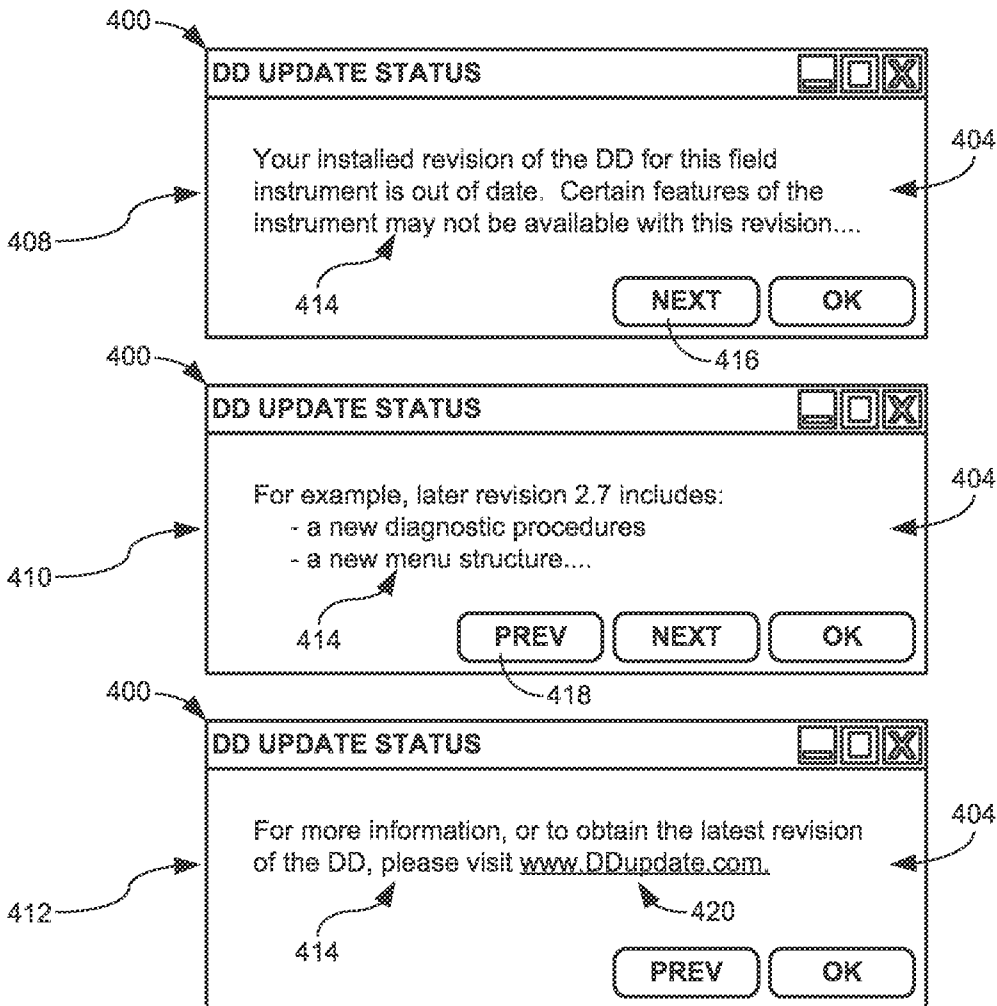 400
DD UPDATE STATUS
404
Your installed revision of the DD for this field
instrument is out of date. Certain features of the
instrument may not be available with this revision....
408
414
NEXT
OK
416
400
DD UPDATE STATUS
404
For example, later revision 2.7 includes:
- a new diagnostic procedures
- a new menu structure....
410
414
PREV
NEXT
OK
418
400
DD UPDATE STATUS
404
For more information, or to obtain the latest revision
of the DD, please visit www.DDupdate.com.
412
420
414
PREV
OK